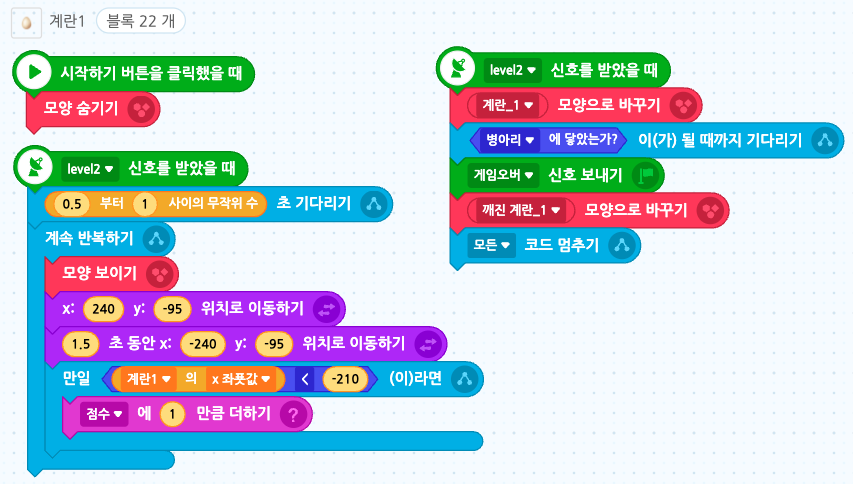 계란1 블록 22 개
시작하기 버튼을 클릭했을 때
모양 숨기기
level2 신호를 받았을 때
0.5 부터 1 사이의 무작위 수 초 기다리기
계속 반복하기
모양 보이기
x: 240 y: -95 위치로 이동하기
1.5 초 동안 x: -240 y: -95 위치로 이동하기
만일 계란1 의 x 좌푯값 < -210 (이)라면
점수 에 1 만큼 더하기 ?
level2 신호를 받았을 때
계란_1 모양으로 바꾸기
병아리 에 닿았는가? 이(가) 될 때까지 기다리기
게임오버 신호 보내기
깨진 계란_1 모양으로 바꾸기
모든 코드 멈추기